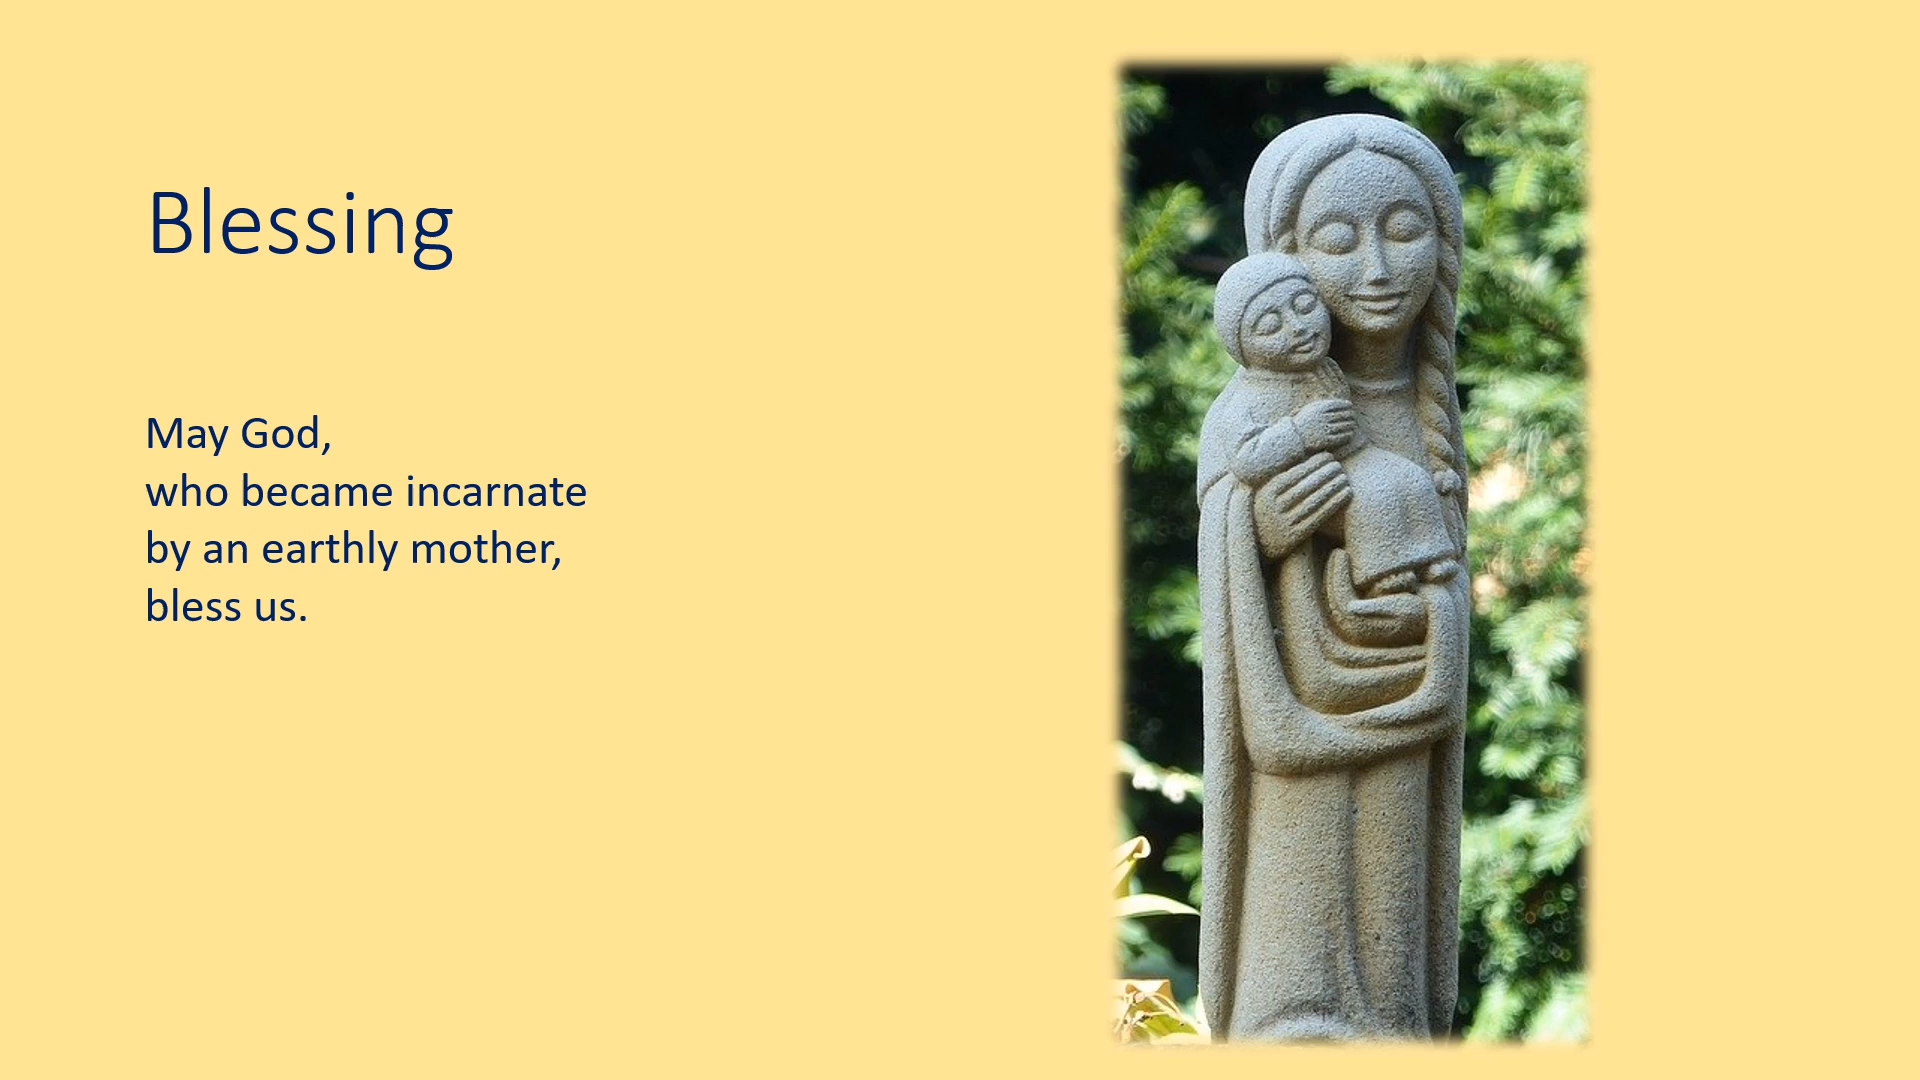 Blessing
May God,
who became incarnate
by an earthly mother,
bless us.